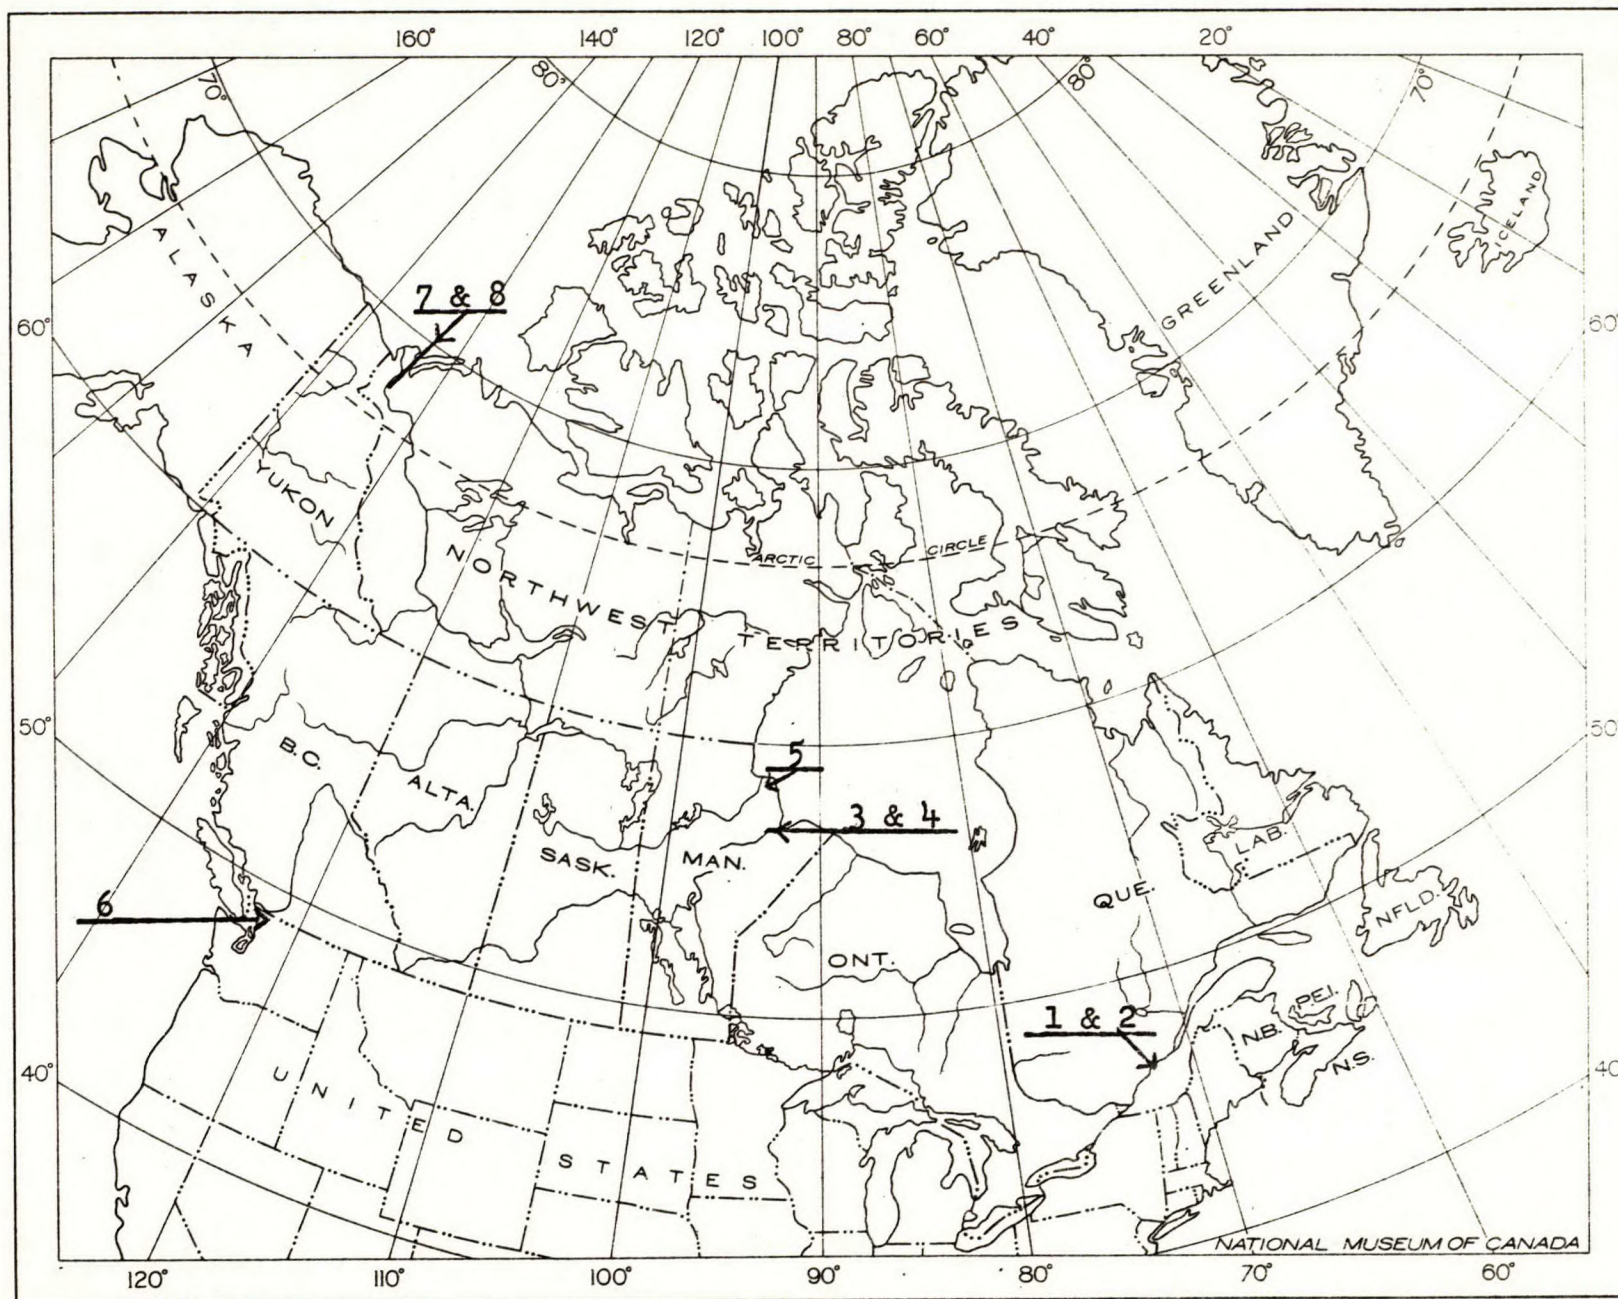 160° 140° 120° 100° 80° 60° 40° 20°
70° 80° 80° 70°
ICELAND
ALASKA
GREENLAND
7 & 8
60° 60°
YUKON
ARCTIC CIRCLE
NORTHWEST TERRITORIES
50° 50°
B.C.
5
ALTA.
3 & 4
SASK. MAN.
LAB.
QUE.
6
NFLD.
ONT.
P.E.I.
1 & 2
N.B.
N.S.
40° 40°
UNITED STATES
NATIONAL MUSEUM OF CANADA
120° 110° 100° 90° 80° 70° 60°